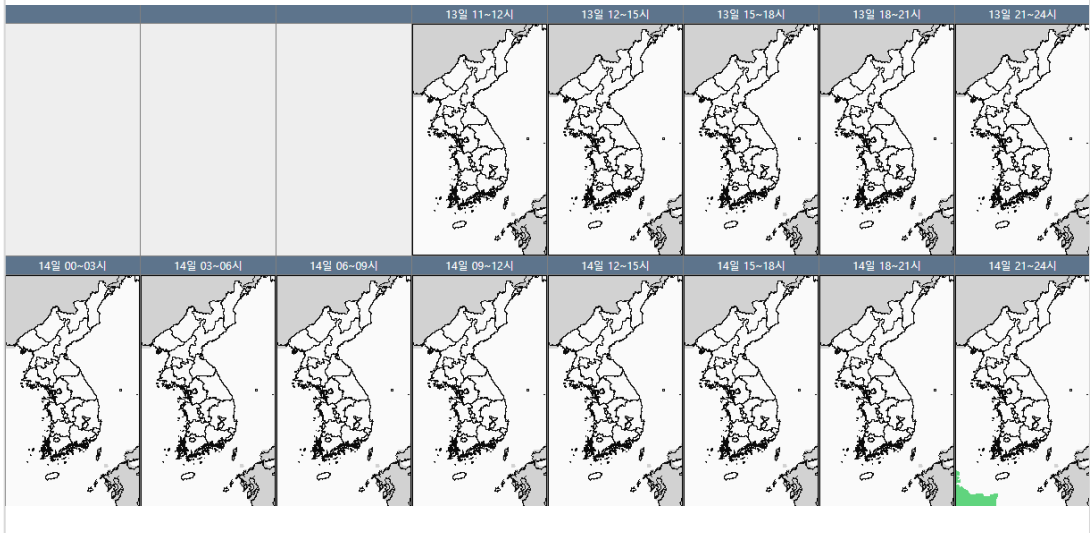 13일 11~12시
13일 12~15시
13일 15~18시
13일 18~21시
13일 21~24시
14일 00~03시
14일 03~06시
14일 06~09시
14일 09~12시
14일 12~15시
14일 15~18시
14일 18~21시
14일 21~24시